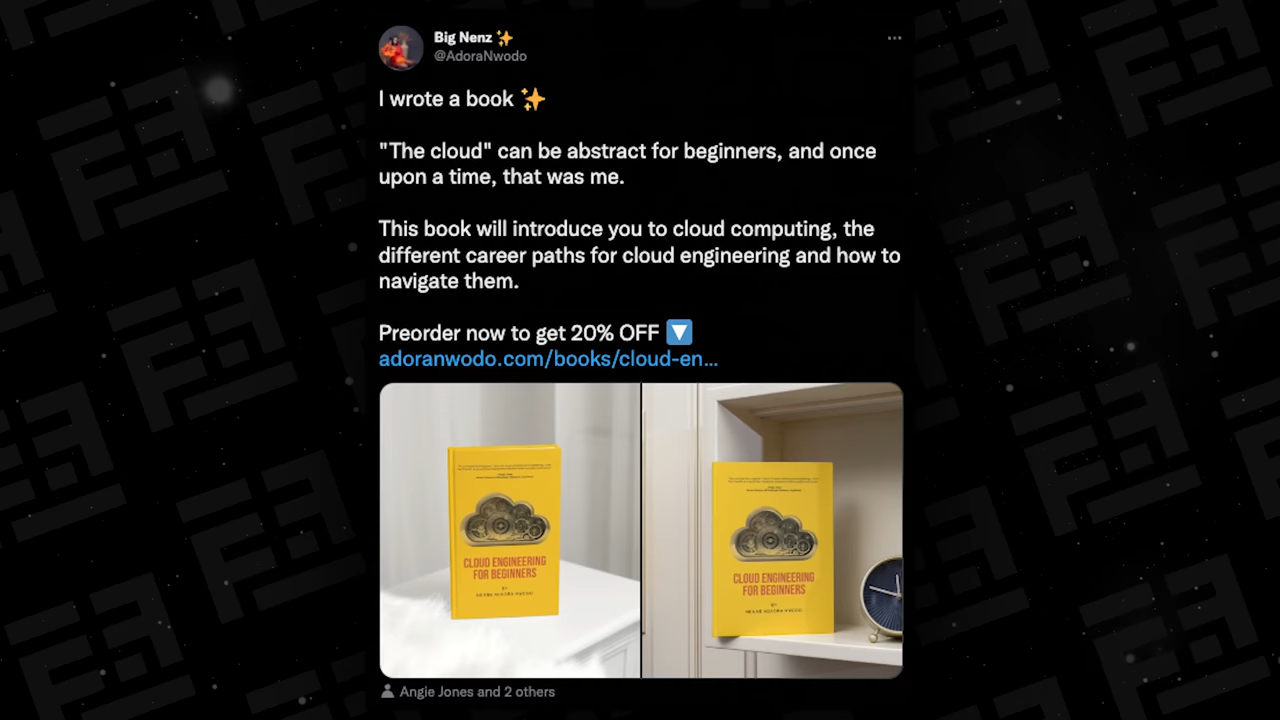 Big Nenz ✨
@AdoraNwodo
I wrote a book ✨
"The cloud" can be abstract for beginners, and once
upon a time, that was me.
This book will introduce you to cloud computing, the
different career paths for cloud engineering and how to
navigate them.
Preorder now to get 20% OFF 🔽
adoranwodo.com/books/cloud-en...
CLOUD ENGINEERING
FOR BEGINNERS
BY
CLOUD ENGINEERING
FOR BEGINNERS
BY
Angie Jones and 2 others